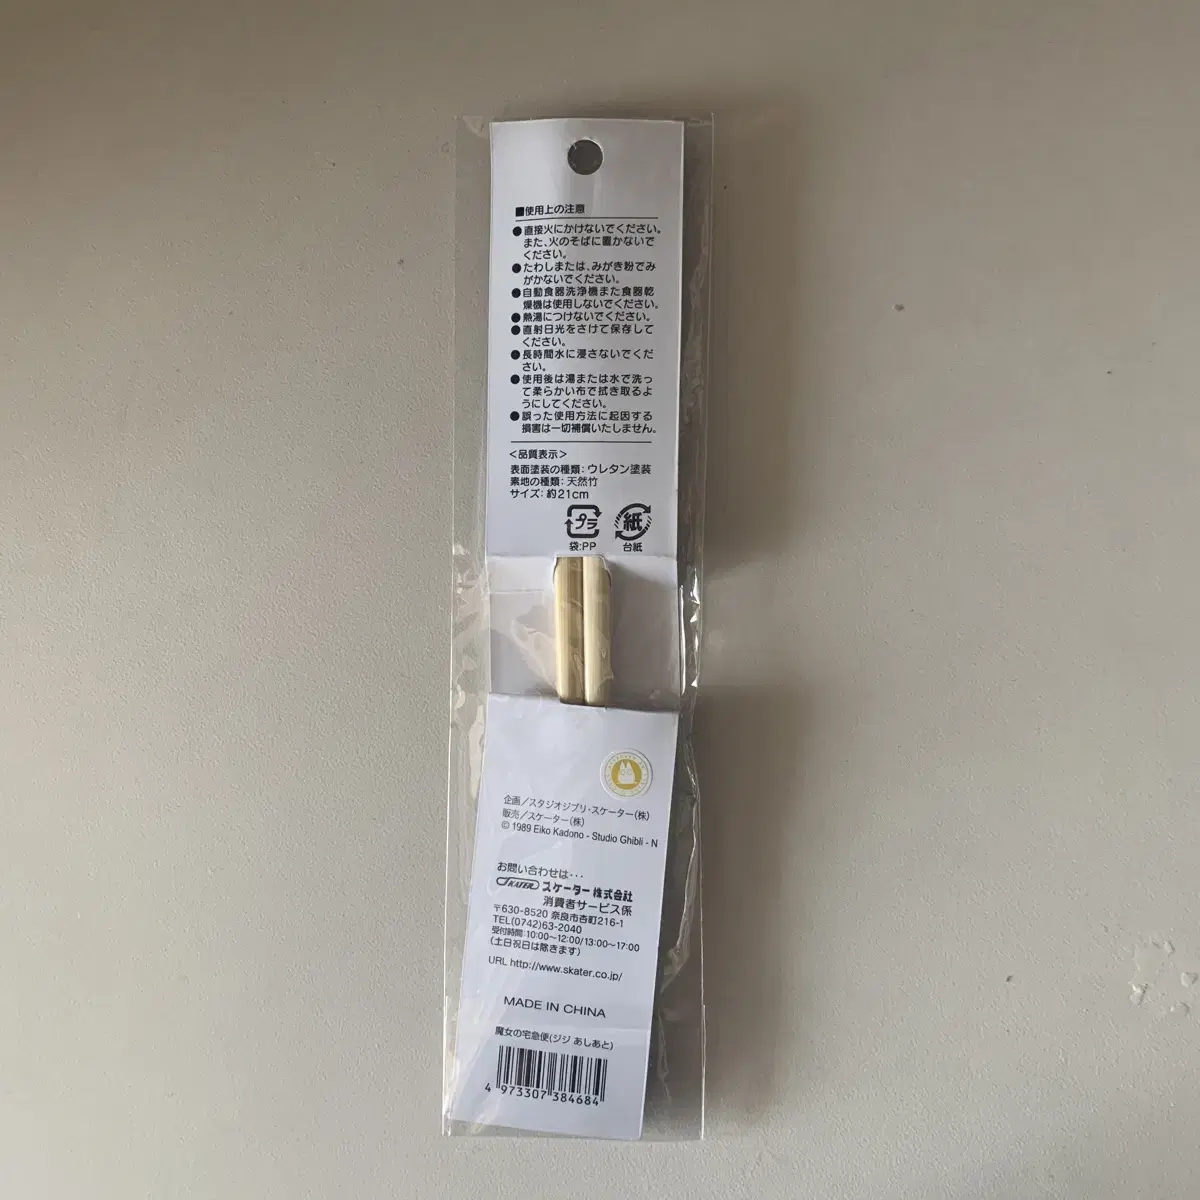 ■使用上の注意
●直接火にかけないでください。
また、火のそばに置かないで
ください。
●たわしまたは、みがき粉でみ
がかないでください。
●自動食器洗浄機また食器乾
燥機は使用しないでください。
●熱湯につけないでください。
●直射日光をさけて保存して
ください。
●長時間水に浸さないでくだ
さい。
●使用後は湯または水で洗っ
て柔らかい布で拭き取るよ
うにしてください。
●誤った使用方法に起因する
損害は一切補償いたしません。
<品質表示>
表面塗装の種類:ウレタン塗装
素地の種類:天然竹
サイズ:約21cm
プラ 紙
袋:PP 台紙
企画/スタジオジブリ・スケーター(株)
販売/スケーター(株)
© 1989 Eiko Kadono - Studio Ghibli - N
お問い合わせは・・・
SKATER スケーター株式会社
消費者サービス係
〒630-8520 奈良市杏町216-1
TEL(0742)63-2040
受付時間:10:00〜12:00/13:00〜17:00
(土日祝日は除きます)
URL http://www.skater.co.jp/
MADE IN CHINA
魔女の宅急便(ジジ あしあと)
4 973307 384684